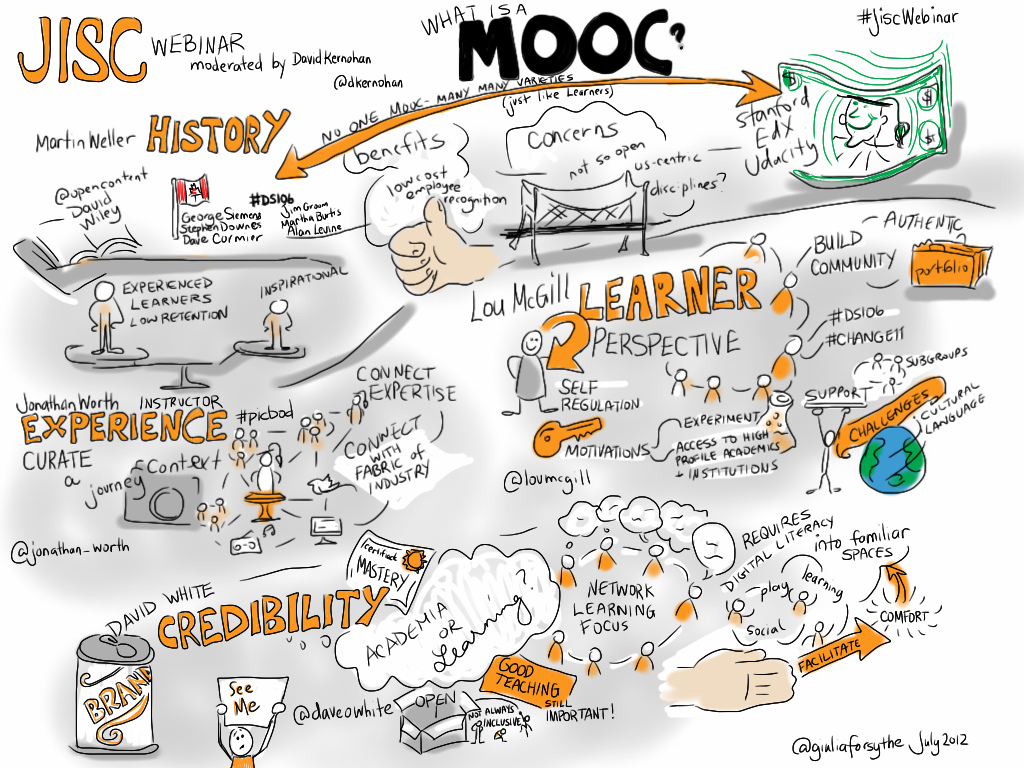 JISC
WEBINAR
moderated by David Kernohan
@dkernohan
WHAT IS A
MOOC?
#jiscWebinar
NO ONE MOOC - MANY MANY VARIETIES
(just like Learners)
Martin Weller
HISTORY
@opencontent
David
Wiley
#DS106
George Siemens
Stephen Downes
Dave Cormier
Jim Groom
Martha Burtis
Alan Levine
benefits
low cost
employee
recognition
concerns
not so open
us-centric
disciplines?
Stanford
EdX
Udacity
$
$
$
EXPERIENCED
LEARNERS
LOW RETENTION
INSPIRATIONAL
INSTRUCTOR
Lou McGill
LEARNER
PERSPECTIVE
SELF
REGULATION
MOTIVATIONS
EXPERIMENT
ACCESS TO HIGH
PROFILE ACADEMICS
+ INSTITUTIONS
@loumcgill
BUILD
COMMUNITY
AUTHENTIC
portfolio
#DS106
#CHANGE11
SUBGROUPS
SUPPORT
CHALLENGES
CULTURAL
LANGUAGE
Jonathan Worth
EXPERIENCE
#picbod
CURATE
a
journey
Context
CONNECT
EXPERTISE
CONNECT
WITH
FABRIC of
INDUSTRY
@jonathan_worth
DAVID WHITE
CREDIBILITY
BRAND
See
Me
@daveowhite
certificate
MASTERY
ACADEMIA
OR
Learning
?
OPEN
NOT ALWAYS
INCLUSIVE
GOOD
TEACHING
STILL
IMPORTANT!
NETWORK
LEARNING
FOCUS
REQUIRES
DIGITAL LITERACY
play
learning
social
into familiar
SPACES
COMFORT
FACILITATE
@giuliaforsythe July 2012